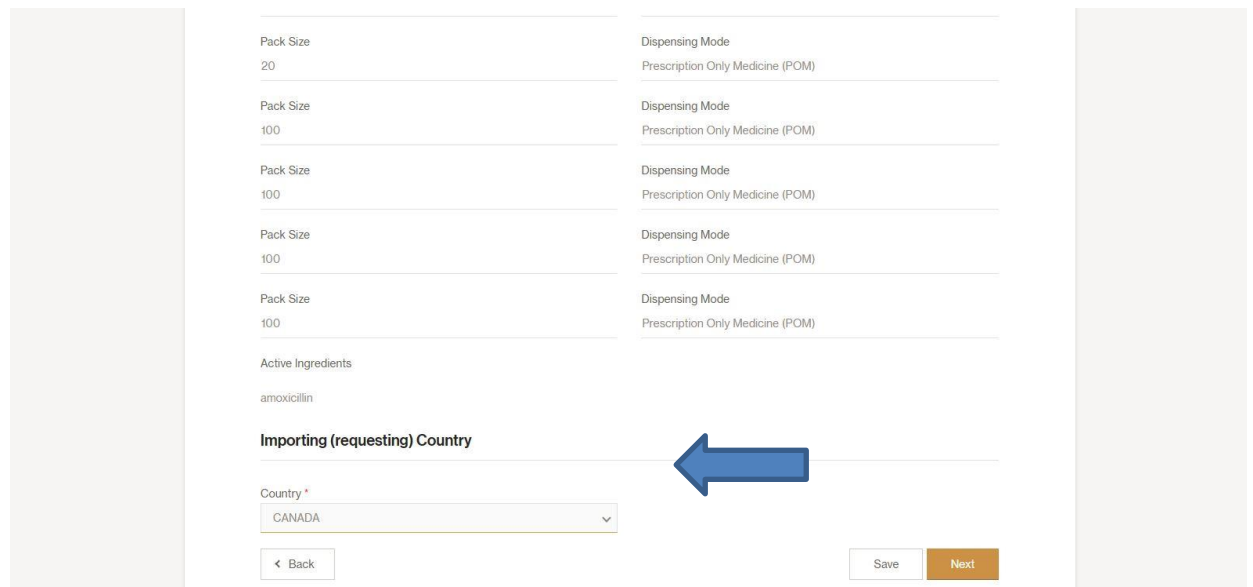 Pack Size Dispensing Mode
20 Prescription Only Medicine (POM)
Pack Size Dispensing Mode
100 Prescription Only Medicine (POM)
Pack Size Dispensing Mode
100 Prescription Only Medicine (POM)
Pack Size Dispensing Mode
100 Prescription Only Medicine (POM)
Pack Size Dispensing Mode
100 Prescription Only Medicine (POM)
Active Ingredients
amoxicillin
Importing (requesting) Country
Country *
CANADA
Back Save Next